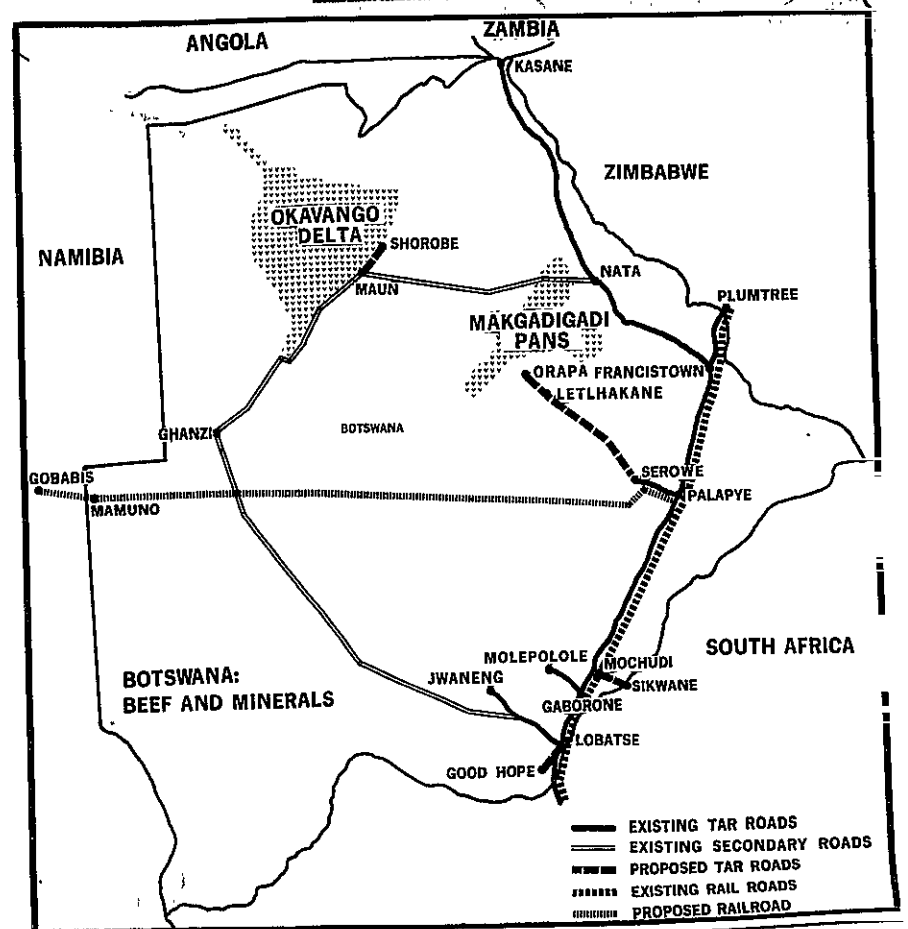 ZAMBIA
ANGOLA
KASANE
ZIMBABWE
OKAVANGO
DELTA
SHOROBE
NAMIBIA
MAUN
NATA
PLUMTREE
MAKGADIGADI
PANS
ORAPA
FRANCISTOWN
LETLHAKANE
GHANZI
BOTSWANA
GOBABIS
SEROWE
MAMUNO
PALAPYE
SOUTH AFRICA
MOLEPOLOLE
MOCHUDI
JWANENG
SIKWANE
BOTSWANA:
BEEF AND MINERALS
GABORONE
LOBATSE
GOOD HOPE
EXISTING TAR ROADS
EXISTING SECONDARY ROADS
PROPOSED TAR ROADS
EXISTING RAIL ROADS
PROPOSED RAILROAD